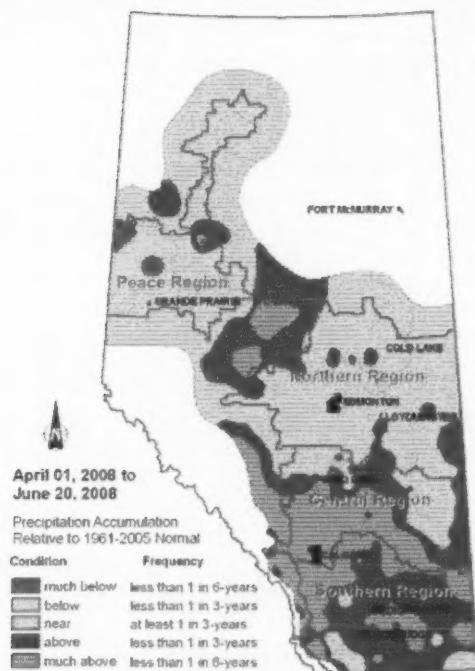 FORT McMURRAY
Peace Region
GRANDE PRAIRIE
COLD LAKE
Northern Region
EDMONTON
LLOYDMINSTER
April 01, 2008 to
June 20, 2008
Central Region
Precipitation Accumulation
Relative to 1961-2005 Normal
Condition Frequency
Southern Region
much below less than 1 in 6-years
below less than 1 in 3-years
near at least 1 in 3-years
above less than 1 in 3-years
much above less than 1 in 6-years